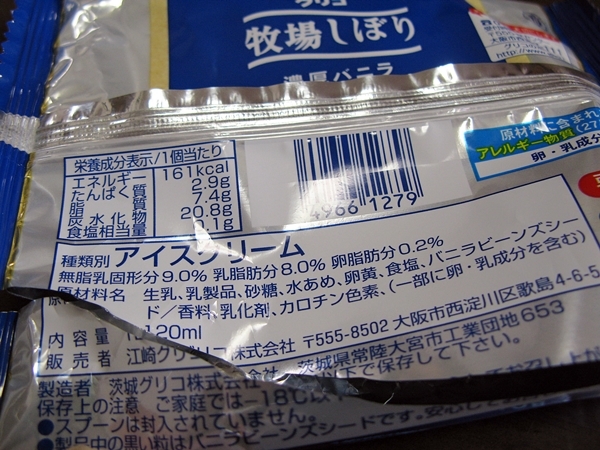 グリコ
牧場しぼり
濃厚バニラ
原材料に含まれ
アレルギー物質(27
卵・乳成分
栄養成分表示/1個当たり
エネルギー 161kcal
たんぱく質 2.9g
脂質 7.4g
炭水化物 20.8g
食塩相当量 .1g
4966 1279
種類別 アイスクリーム
無脂乳固形分9.0% 乳脂肪分8.0% 卵脂肪分0.2%
原材料名 生乳、乳製品、砂糖、水あめ、卵黄、食塩、バニラビーンズシー
ド/香料、乳化剤、カロチン色素、(一部に卵・乳成分を含む)
内容量 120ml
販売者 江崎グリコ株式会社 〒555-8502 大阪市西淀川区歌島4-6-5
製造者 茨城グリコ株式会社 茨城県常陸大宮市工業団地653
保存上の注意 ご家庭では-18℃以下で保存して下さい。
●スプーンは封入されていません。
●製品中の黒い粒はバニラビーンズシードです。安心して